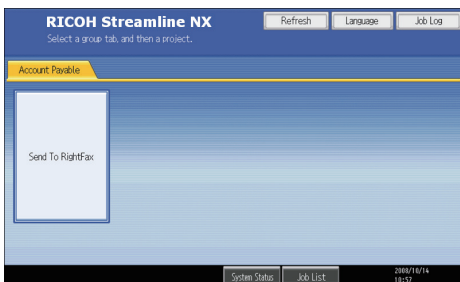 RICOH Streamline NX
Refresh
Language
Job Log
Select a group tab, and then a project.
Account Payable
Send To RightFax
System Status
Job List
2008/10/14
10:57